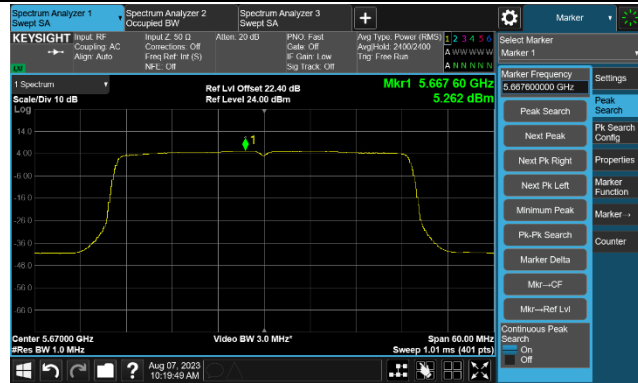 Spectrum Analyzer 1
Swept SA
Spectrum Analyzer 2
Occupied BW
Spectrum Analyzer 3
Swept SA
+
Marker
KEYSIGHT
Input: RF
Coupling: AC
Align: Auto
Input Z: 50 Ω
Corrections: Off
Freq Ref: Int (S)
NFE: Off
Atten: 20 dB
PNO: Fast
Gate: Off
IF Gain: Low
Sig Track: Off
Avg Type: Power (RMS)
Avg|Hold: 2400/2400
Trig: Free Run
1 2 3 4 5 6
A W W W W W
A N N N N N
Select Marker
Marker 1
1 Spectrum
Scale/Div 10 dB
Log
Ref Lvl Offset 22.40 dB
Ref Level 24.00 dBm
Mkr1 5.667 60 GHz
5.262 dBm
14.0
4.00
-6.00
-16.0
-26.0
-36.0
-46.0
-56.0
-66.0
1
Center 5.67000 GHz
#Res BW 1.0 MHz
Video BW 3.0 MHz*
Span 60.00 MHz
Sweep 1.01 ms (401 pts)
Marker Frequency
5.667600000 GHz
Peak Search
Next Peak
Next Pk Right
Next Pk Left
Minimum Peak
Pk-Pk Search
Marker Delta
Mkr→CF
Mkr→Ref Lvl
Continuous Peak
Search
On
Off
Settings
Peak
Search
Pk Search
Config
Properties
Marker
Function
Marker→
Counter
?
Aug 07, 2023
10:19:49 AM